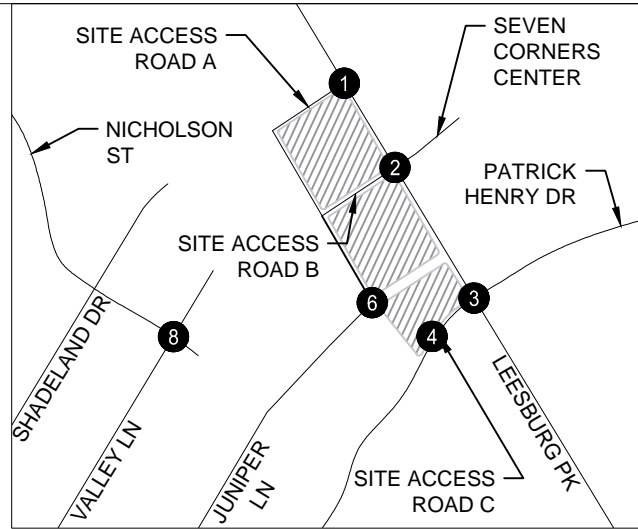 SITE ACCESS
ROAD A
SEVEN
CORNERS
CENTER
1
NICHOLSON
ST
2
PATRICK
HENRY DR
SITE ACCESS
ROAD B
6
3
8
4
SHADELAND DR
VALLEY LN
JUNIPER
LN
LEESBURG PK
SITE ACCESS
ROAD C